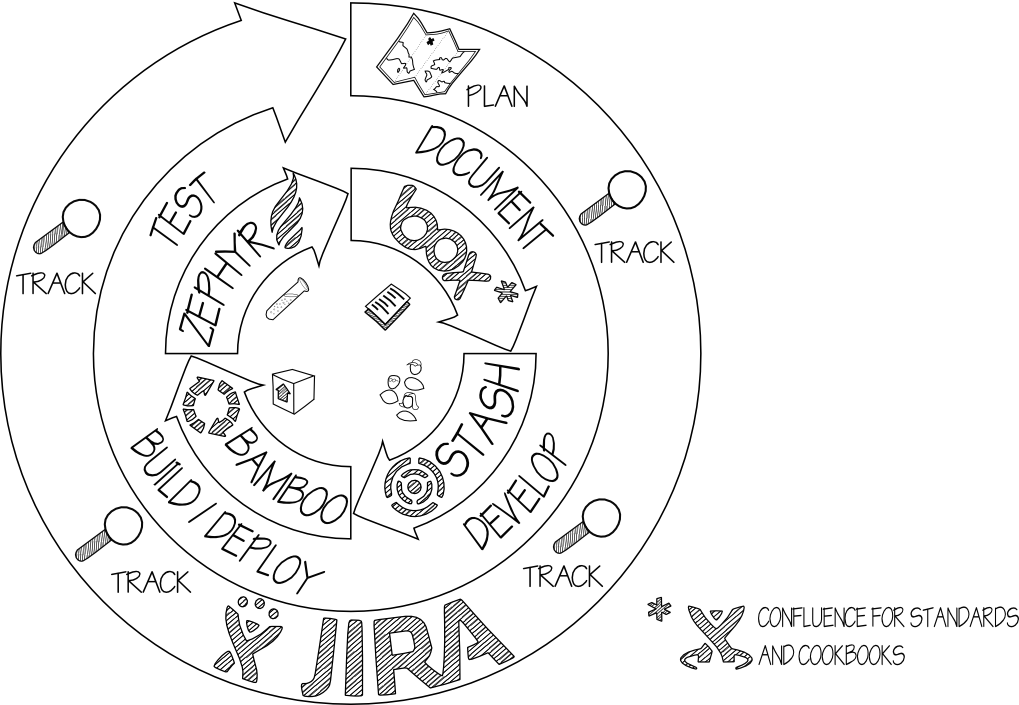 PLAN
DOCUMENT
TEST
TRACK
TRACK
box
*
ZEPHYR
STASH
BAMBOO
DEVELOP
BUILD / DEPLOY
TRACK
TRACK
JIRA
* CONFLUENCE FOR STANDARDS
AND COOKBOOKS